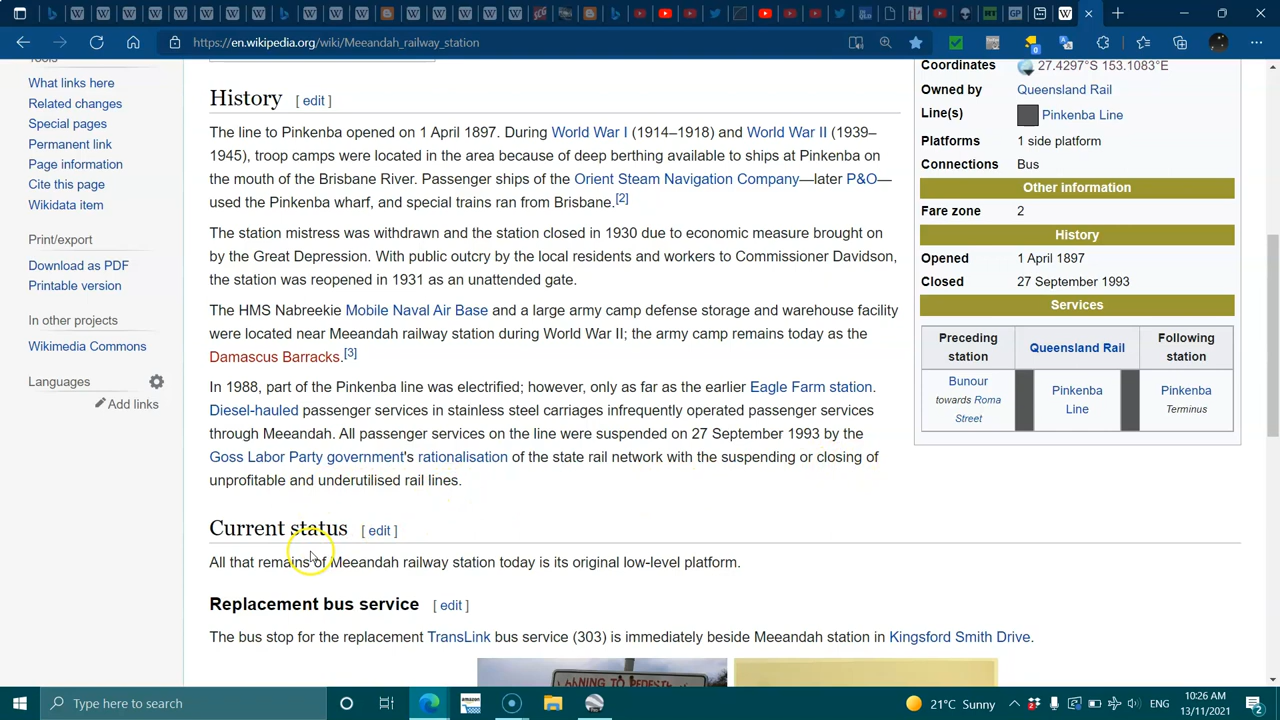 https://en.wikipedia.org/wiki/Meeandah_railway_station
Tools
What links here
Related changes
Special pages
Permanent link
Page information
Cite this page
Wikidata item
Print/export
Download as PDF
Printable version
In other projects
Wikimedia Commons
Languages
Add links
History [ edit ]
The line to Pinkenba opened on 1 April 1897. During World War I (1914–1918) and World War II (1939–
1945), troop camps were located in the area because of deep berthing available to ships at Pinkenba on
the mouth of the Brisbane River. Passenger ships of the Orient Steam Navigation Company—later P&O—
used the Pinkenba wharf, and special trains ran from Brisbane.[2]
The station mistress was withdrawn and the station closed in 1930 due to economic measure brought on
by the Great Depression. With public outcry by the local residents and workers to Commissioner Davidson,
the station was reopened in 1931 as an unattended gate.
The HMS Nabreekie Mobile Naval Air Base and a large army camp defense storage and warehouse facility
were located near Meeandah railway station during World War II; the army camp remains today as the
Damascus Barracks.[3]
In 1988, part of the Pinkenba line was electrified; however, only as far as the earlier Eagle Farm station.
Diesel-hauled passenger services in stainless steel carriages infrequently operated passenger services
through Meeandah. All passenger services on the line were suspended on 27 September 1993 by the
Goss Labor Party government's rationalisation of the state rail network with the suspending or closing of
unprofitable and underutilised rail lines.
Current status [ edit ]
All that remains of Meeandah railway station today is its original low-level platform.
Replacement bus service [ edit ]
The bus stop for the replacement TransLink bus service (303) is immediately beside Meeandah station in Kingsford Smith Drive.
Coordinates 27.4297°S 153.1083°E
Owned by Queensland Rail
Line(s) Pinkenba Line
Platforms 1 side platform
Connections Bus
Other information
Fare zone 2
History
Opened 1 April 1897
Closed 27 September 1993
Services
Preceding station
Queensland Rail
Following station
Bunour
towards Roma
Street
Pinkenba
Line
Pinkenba
Terminus
Type here to search
amazon
21°C Sunny
ENG
10:26 AM
13/11/2021
2